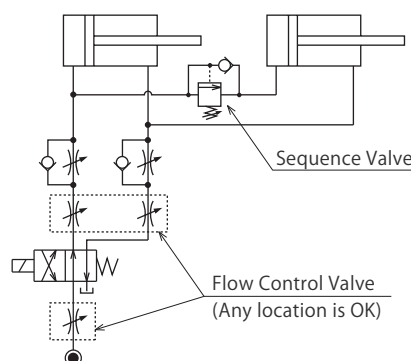 Sequence Valve
Flow Control Valve
(Any location is OK)